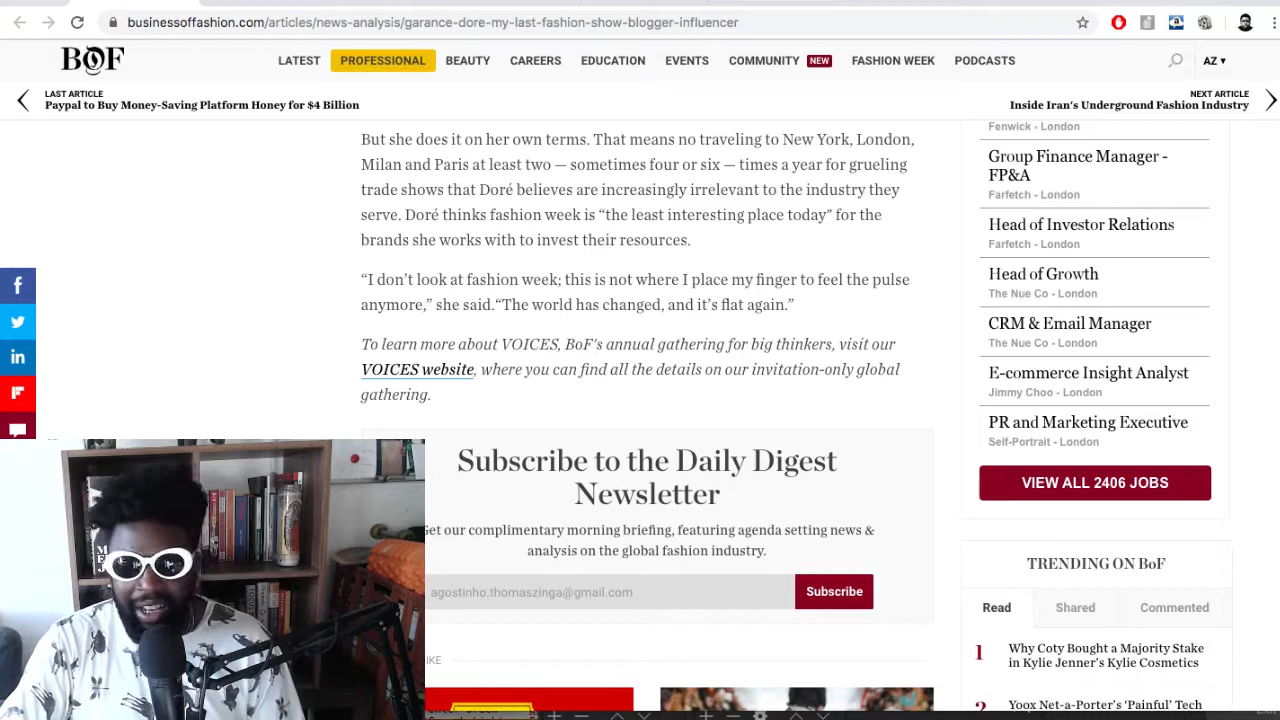 businessoffashion.com/articles/news-analysis/garance-dore-my-last-fashion-show-blogger-influencer
BOF
LATEST PROFESSIONAL BEAUTY CAREERS EDUCATION EVENTS COMMUNITY NEW FASHION WEEK PODCASTS AZ ▾
LAST ARTICLE
Paypal to Buy Money-Saving Platform Honey for $4 Billion
NEXT ARTICLE
Inside Iran's Underground Fashion Industry
But she does it on her own terms. That means no traveling to New York, London,
Milan and Paris at least two — sometimes four or six — times a year for grueling
trade shows that Doré believes are increasingly irrelevant to the industry they
serve. Doré thinks fashion week is “the least interesting place today" for the
brands she works with to invest their resources.
“I don’t look at fashion week; this is not where I place my finger to feel the pulse
anymore,” she said.“The world has changed, and it’s flat again.”
To learn more about VOICES, BoF's annual gathering for big thinkers, visit our
VOICES website, where you can find all the details on our invitation-only global
gathering.
Subscribe to the Daily Digest
Newsletter
Get our complimentary morning briefing, featuring agenda setting news &
analysis on the global fashion industry.
agostinho.thomaszinga@gmail.com
Subscribe
IKE
Fenwick - London
Group Finance Manager -
FP&A
Farfetch - London
Head of Investor Relations
Farfetch - London
Head of Growth
The Nue Co - London
CRM & Email Manager
The Nue Co - London
E-commerce Insight Analyst
Jimmy Choo - London
PR and Marketing Executive
Self-Portrait - London
VIEW ALL 2406 JOBS
TRENDING ON BoF
Read Shared Commented
1 Why Coty Bought a Majority Stake
in Kylie Jenner's Kylie Cosmetics
2 Yoox Net-a-Porter's 'Painful' Tech